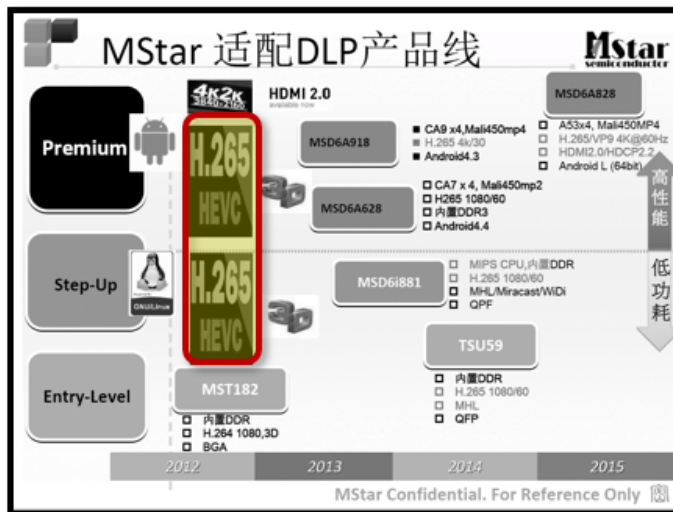 MStar 适配DLP产品线
MStar
semiconductor
4K2K
3840×2160
HDMI 2.0
available now
Premium
H.265
HEVC
3D
MSD6A918
■ CA9 x4,Mali450mp4
■ H.265 4k/30
■ Android4.3
MSD6A828
□ A53x4, Mali450MP4
□ H.265/VP9 4K@60Hz
□ HDMI2.0/HDCP2.2
□ Android L (64bit)
MSD6A628
□ CA7 x 4, Mali450mp2
□ H265 1080/60
□ 内置DDR3
□ Android4.4
高性能
Step-Up
GNU/Linux
H.265
HEVC
3D
MSD6i881
□ MIPS CPU,内置DDR
□ H.265 1080/60
□ MHL/Miracast/WiDi
□ QPF
低功耗
Entry-Level
MST182
□ 内置DDR
□ H.264 1080,3D
□ BGA
TSU59
□ 内置DDR
□ H.265 1080/60
□ MHL
□ QFP
2012 2013 2014 2015
MStar Confidential. For Reference Only